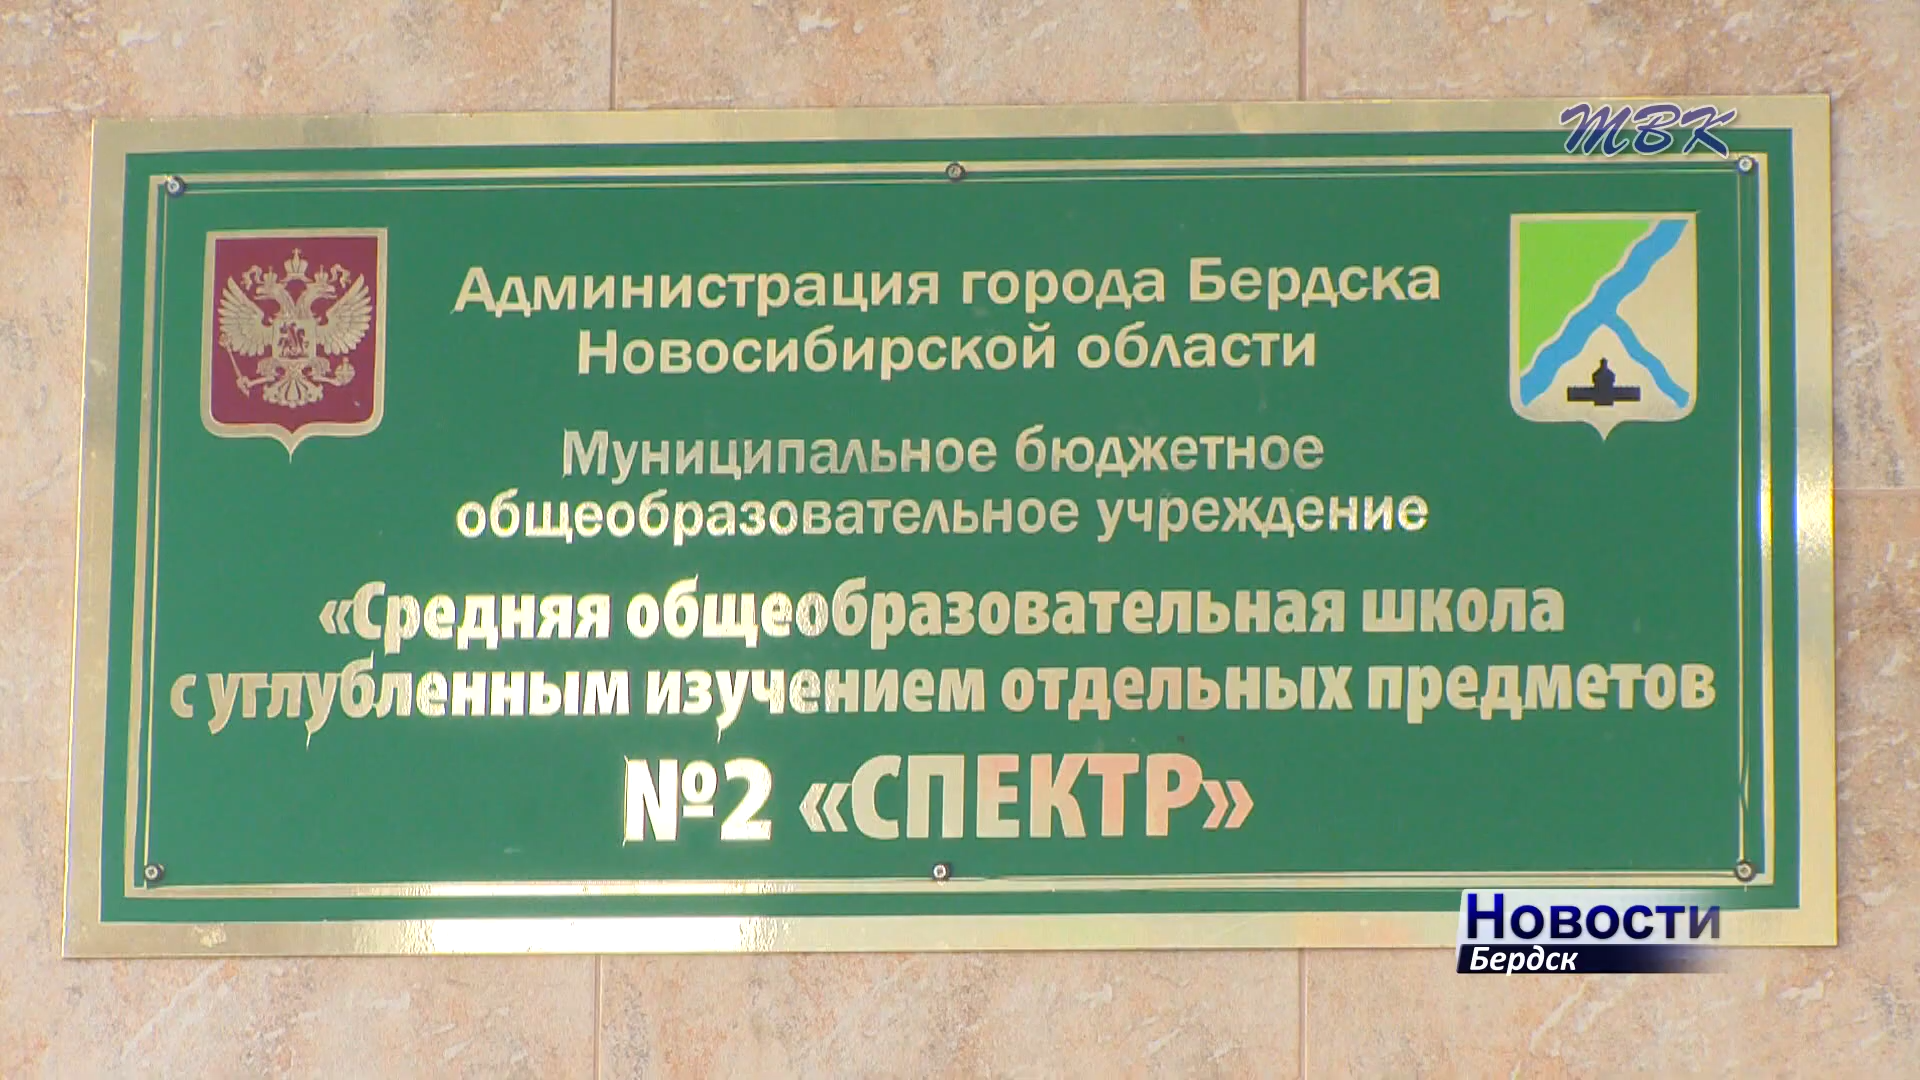 ТВК
Администрация города Бердска
Новосибирской области
Муниципальное бюджетное
общеобразовательное учреждение
«Средняя общеобразовательная школа
с углубленным изучением отдельных предметов
№2 «СПЕКТР»
Новости
Бердск